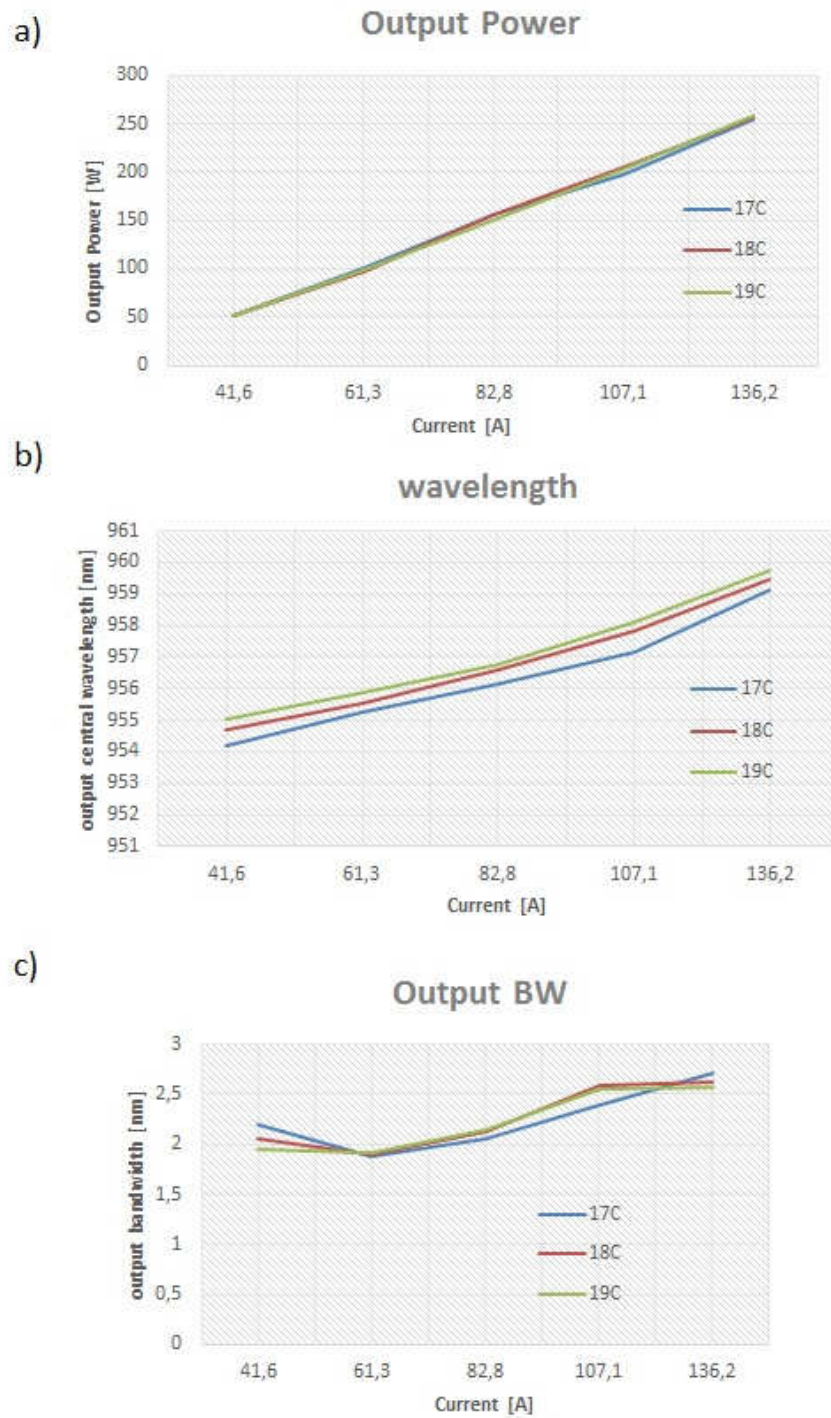 a)
Output Power
Output Power [W]
300
250
200
150
100
50
0
17C
18C
19C
41,6 61,3 82,8 107,1 136,2
Current [A]
b)
wavelength
output central wavelength [nm]
961
960
959
958
957
956
955
954
953
952
951
17C
18C
19C
41,6 61,3 82,8 107,1 136,2
Current [A]
c)
Output BW
output bandwidth [nm]
3
2,5
2
1,5
1
0,5
0
17C
18C
19C
41,6 61,3 82,8 107,1 136,2
Current [A]